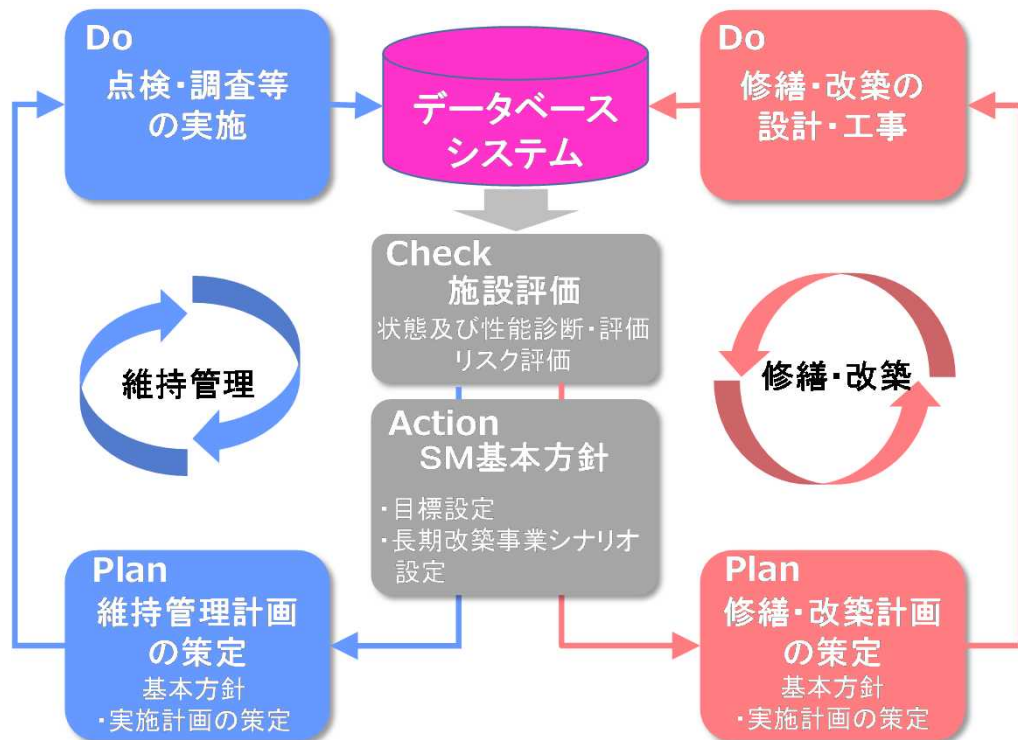 Do
点検・調査等
の実施
データベース
システム
Do
修繕・改築の
設計・工事
Check
施設評価
状態及び性能診断・評価
リスク評価
維持管理
修繕・改築
Action
SM基本方針
・目標設定
・長期改築事業シナリオ
設定
Plan
維持管理計画
の策定
基本方針
・実施計画の策定
Plan
修繕・改築計画
の策定
基本方針
・実施計画の策定